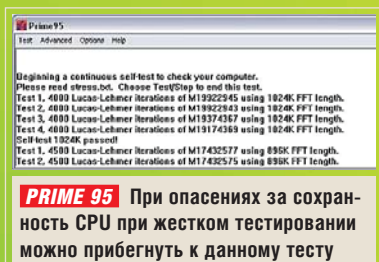 Prime95
Test Advanced Options Help
Beginning a continuous self-test to check your computer.
Please read stress.txt. Choose Test/Stop to end this test.
Test 1, 4000 Lucas-Lehmer iterations of M19922945 using 1024K FFT length.
Test 2, 4000 Lucas-Lehmer iterations of M19922943 using 1024K FFT length.
Test 3, 4000 Lucas-Lehmer iterations of M19374367 using 1024K FFT length.
Test 4, 4000 Lucas-Lehmer iterations of M19174369 using 1024K FFT length.
Self-test 1024K passed!
Test 1, 4500 Lucas-Lehmer iterations of M17432577 using 896K FFT length.
Test 2, 4500 Lucas-Lehmer iterations of M17432575 using 896K FFT length.
PRIME 95 При опасениях за сохран-
ность CPU при жестком тестировании
можно прибегнуть к данному тесту